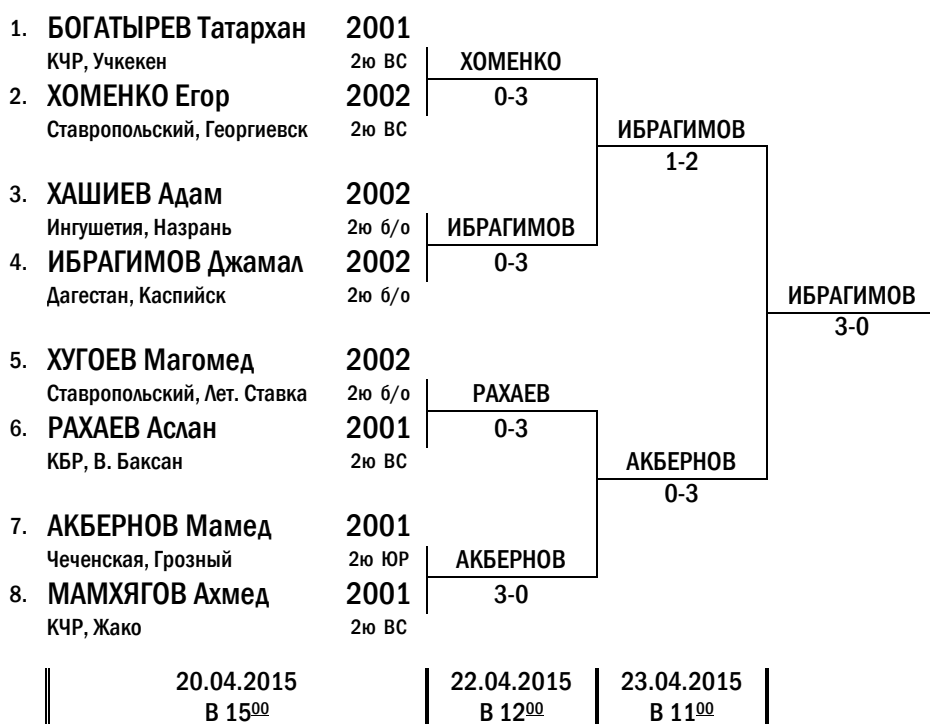 1. БОГАТЫРЕВ Татархан 2001
КЧР, Учкекен 2ю ВС
ХОМЕНКО
0-3
2. ХОМЕНКО Егор 2002
Ставропольский, Георгиевск 2ю ВС
ИБРАГИМОВ
1-2
3. ХАШИЕВ Адам 2002
Ингушетия, Назрань 2ю б/о
ИБРАГИМОВ
0-3
4. ИБРАГИМОВ Джамал 2002
Дагестан, Каспийск 2ю б/о
ИБРАГИМОВ
3-0
5. ХУГОЕВ Магомед 2002
Ставропольский, Лет. Ставка 2ю б/о
РАХАЕВ
0-3
6. РАХАЕВ Аслан 2001
КБР, В. Баксан 2ю ВС
АКБЕРНОВ
0-3
7. АКБЕРНОВ Мамед 2001
Чеченская, Грозный 2ю ЮР
АКБЕРНОВ
3-0
8. МАМХЯГОВ Ахмед 2001
КЧР, Жако 2ю ВС
20.04.2015 22.04.2015 23.04.2015
В 1500 В 1200 В 1100